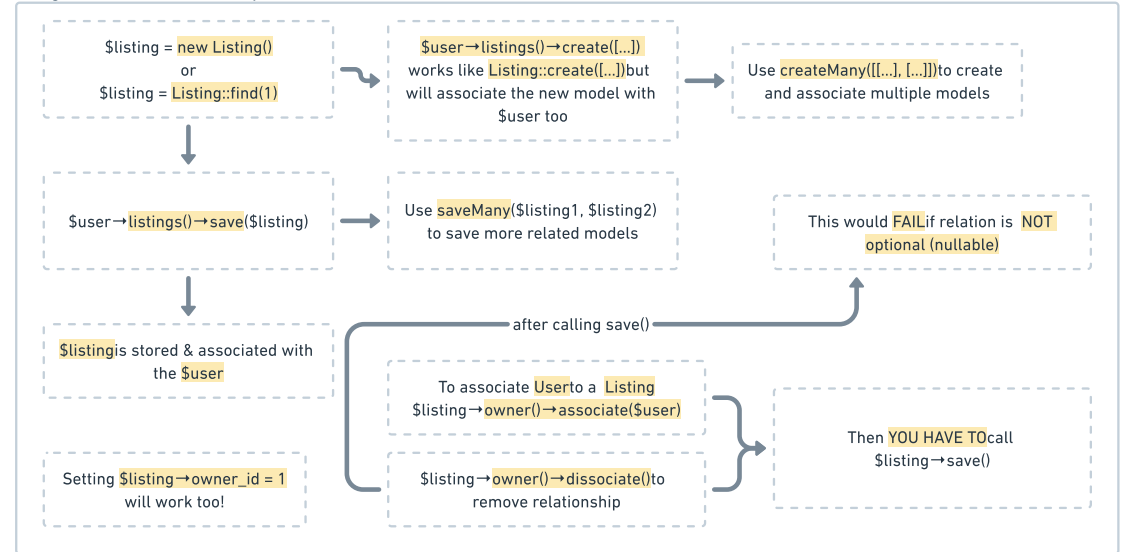 $listing = new Listing()
or
$listing = Listing::find(1)
$user→listings()→create([...])
works like Listing::create([...])but
will associate the new model with
$user too
Use createMany([[...], [...]])to create
and associate multiple models
$user→listings()→save($listing)
Use saveMany($listing1, $listing2)
to save more related models
This would FAILif relation is NOT
optional (nullable)
after calling save()
$listingis stored & associated with
the $user
To associate Userto a Listing
$listing→owner()→associate($user)
Then YOU HAVE TOcall
$listing→save()
Setting $listing→owner_id = 1
will work too!
$listing→owner()→dissociate()to
remove relationship